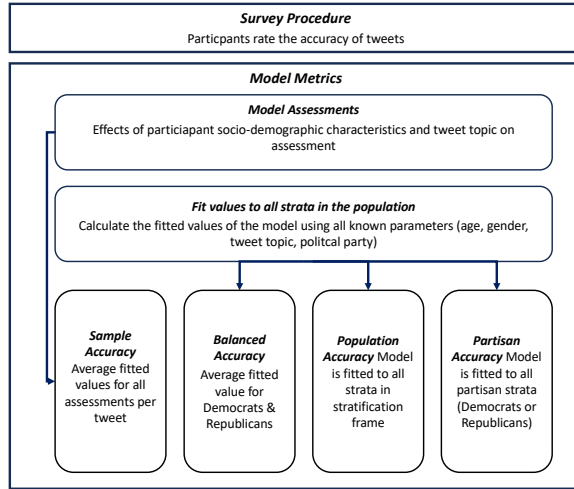 Survey Procedure
Particpants rate the accuracy of tweets
Model Metrics
Model Assessments
Effects of particiapant socio-demographic characteristics and tweet topic on
assessment
Fit values to all strata in the population
Calculate the fitted values of the model using all known parameters (age, gender,
tweet topic, politcal party)
Sample
Accuracy
Average fitted
values for all
assessments per
tweet
Balanced
Accuracy
Average fitted
value for
Democrats &
Republicans
Population
Accuracy Model
is fitted to all
strata in
stratification
frame
Partisan
Accuracy Model
is fitted to all
partisan strata
(Democrats or
Republicans)